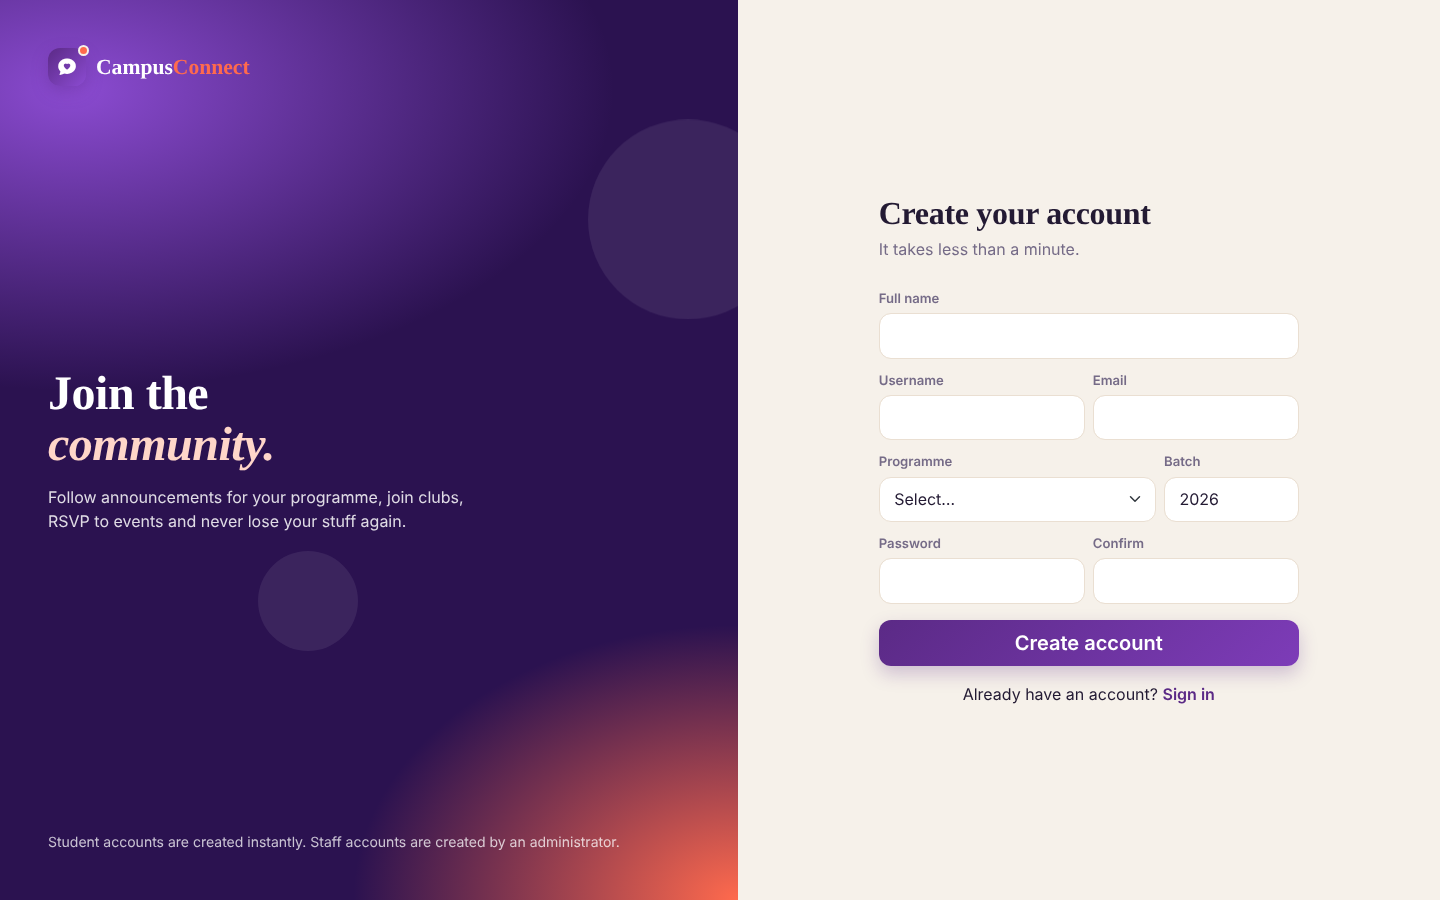 CampusConnect
Join the
community.
Follow announcements for your programme, join clubs,
RSVP to events and never lose your stuff again.
Student accounts are created instantly. Staff accounts are created by an administrator.
Create your account
It takes less than a minute.
Full name
Username Email
Programme Batch
Select... 2026
Password Confirm
Create account
Already have an account? Sign in